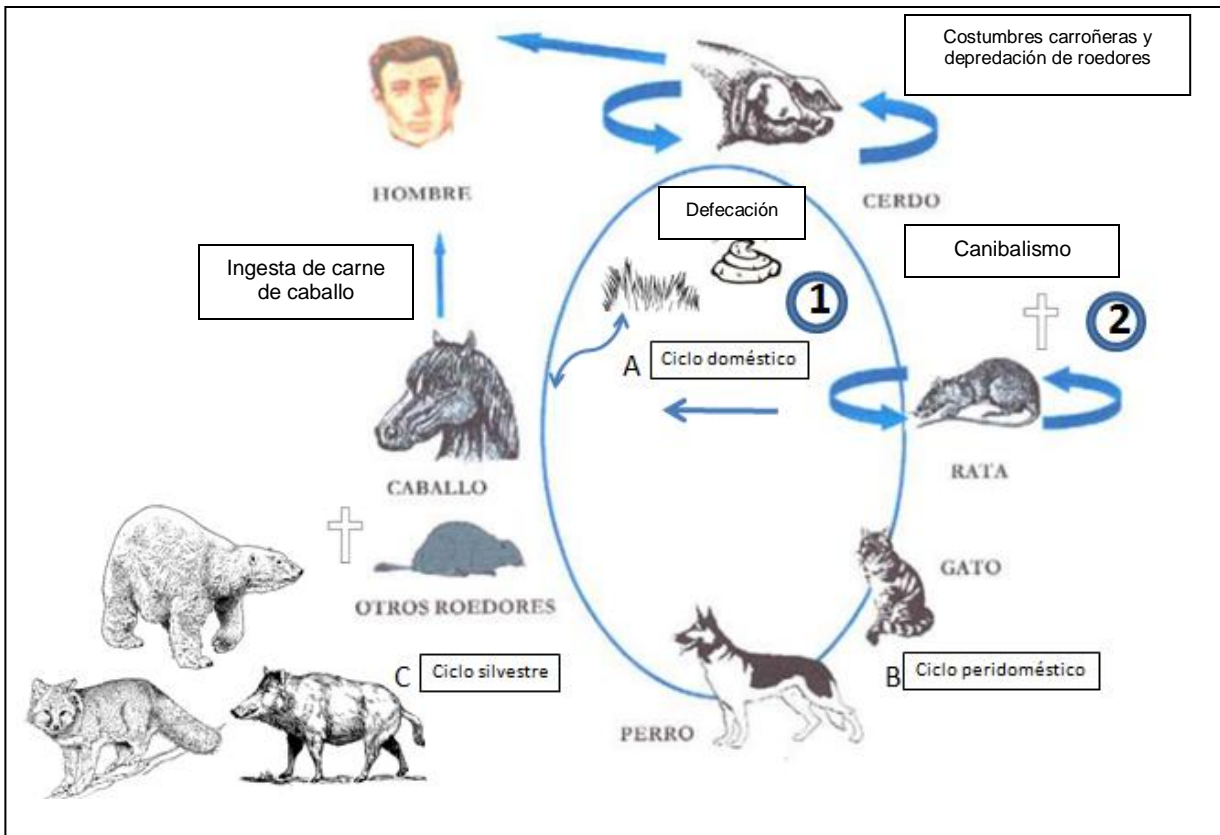 Costumbres carroñeras y
depredación de roedores
HOMBRE
CERDO
Defecación
Canibalismo
Ingesta de carne
de caballo
1
2
A
Ciclo doméstico
RATA
CABALLO
GATO
OTROS ROEDORES
C
Ciclo silvestre
B
Ciclo peridoméstico
PERRO